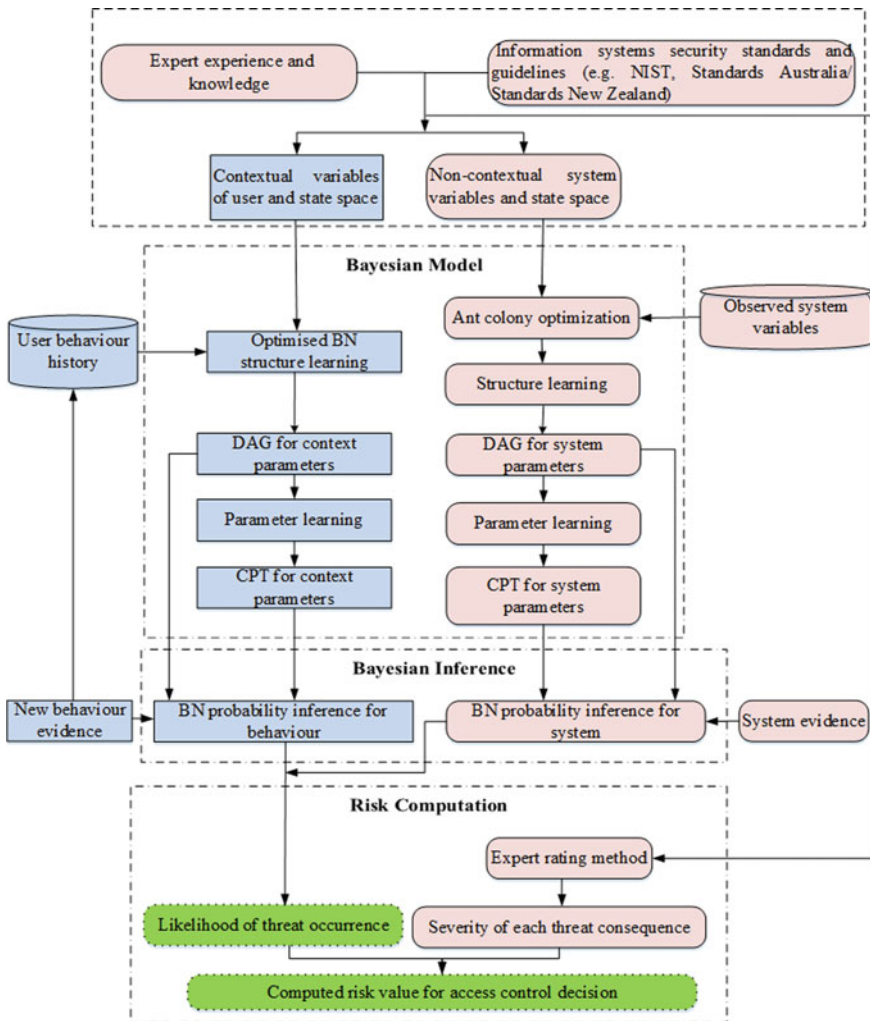 Expert experience and
knowledge
Information systems security standards and
guidelines (e.g. NIST, Standards Australia/
Standards New Zealand)
Contextual variables
of user and state space
Non-contextual system
variables and state space
Bayesian Model
User behaviour
history
Optimised BN
structure learning
Ant colony optimization
Observed system
variables
Structure learning
DAG for context
parameters
DAG for system
parameters
Parameter learning
Parameter learning
CPT for context
parameters
CPT for system
parameters
Bayesian Inference
New behaviour
evidence
BN probability inference for
behaviour
BN probability inference for
system
System evidence
Risk Computation
Expert rating method
Likelihood of threat occurrence
Severity of each threat consequence
Computed risk value for access control decision